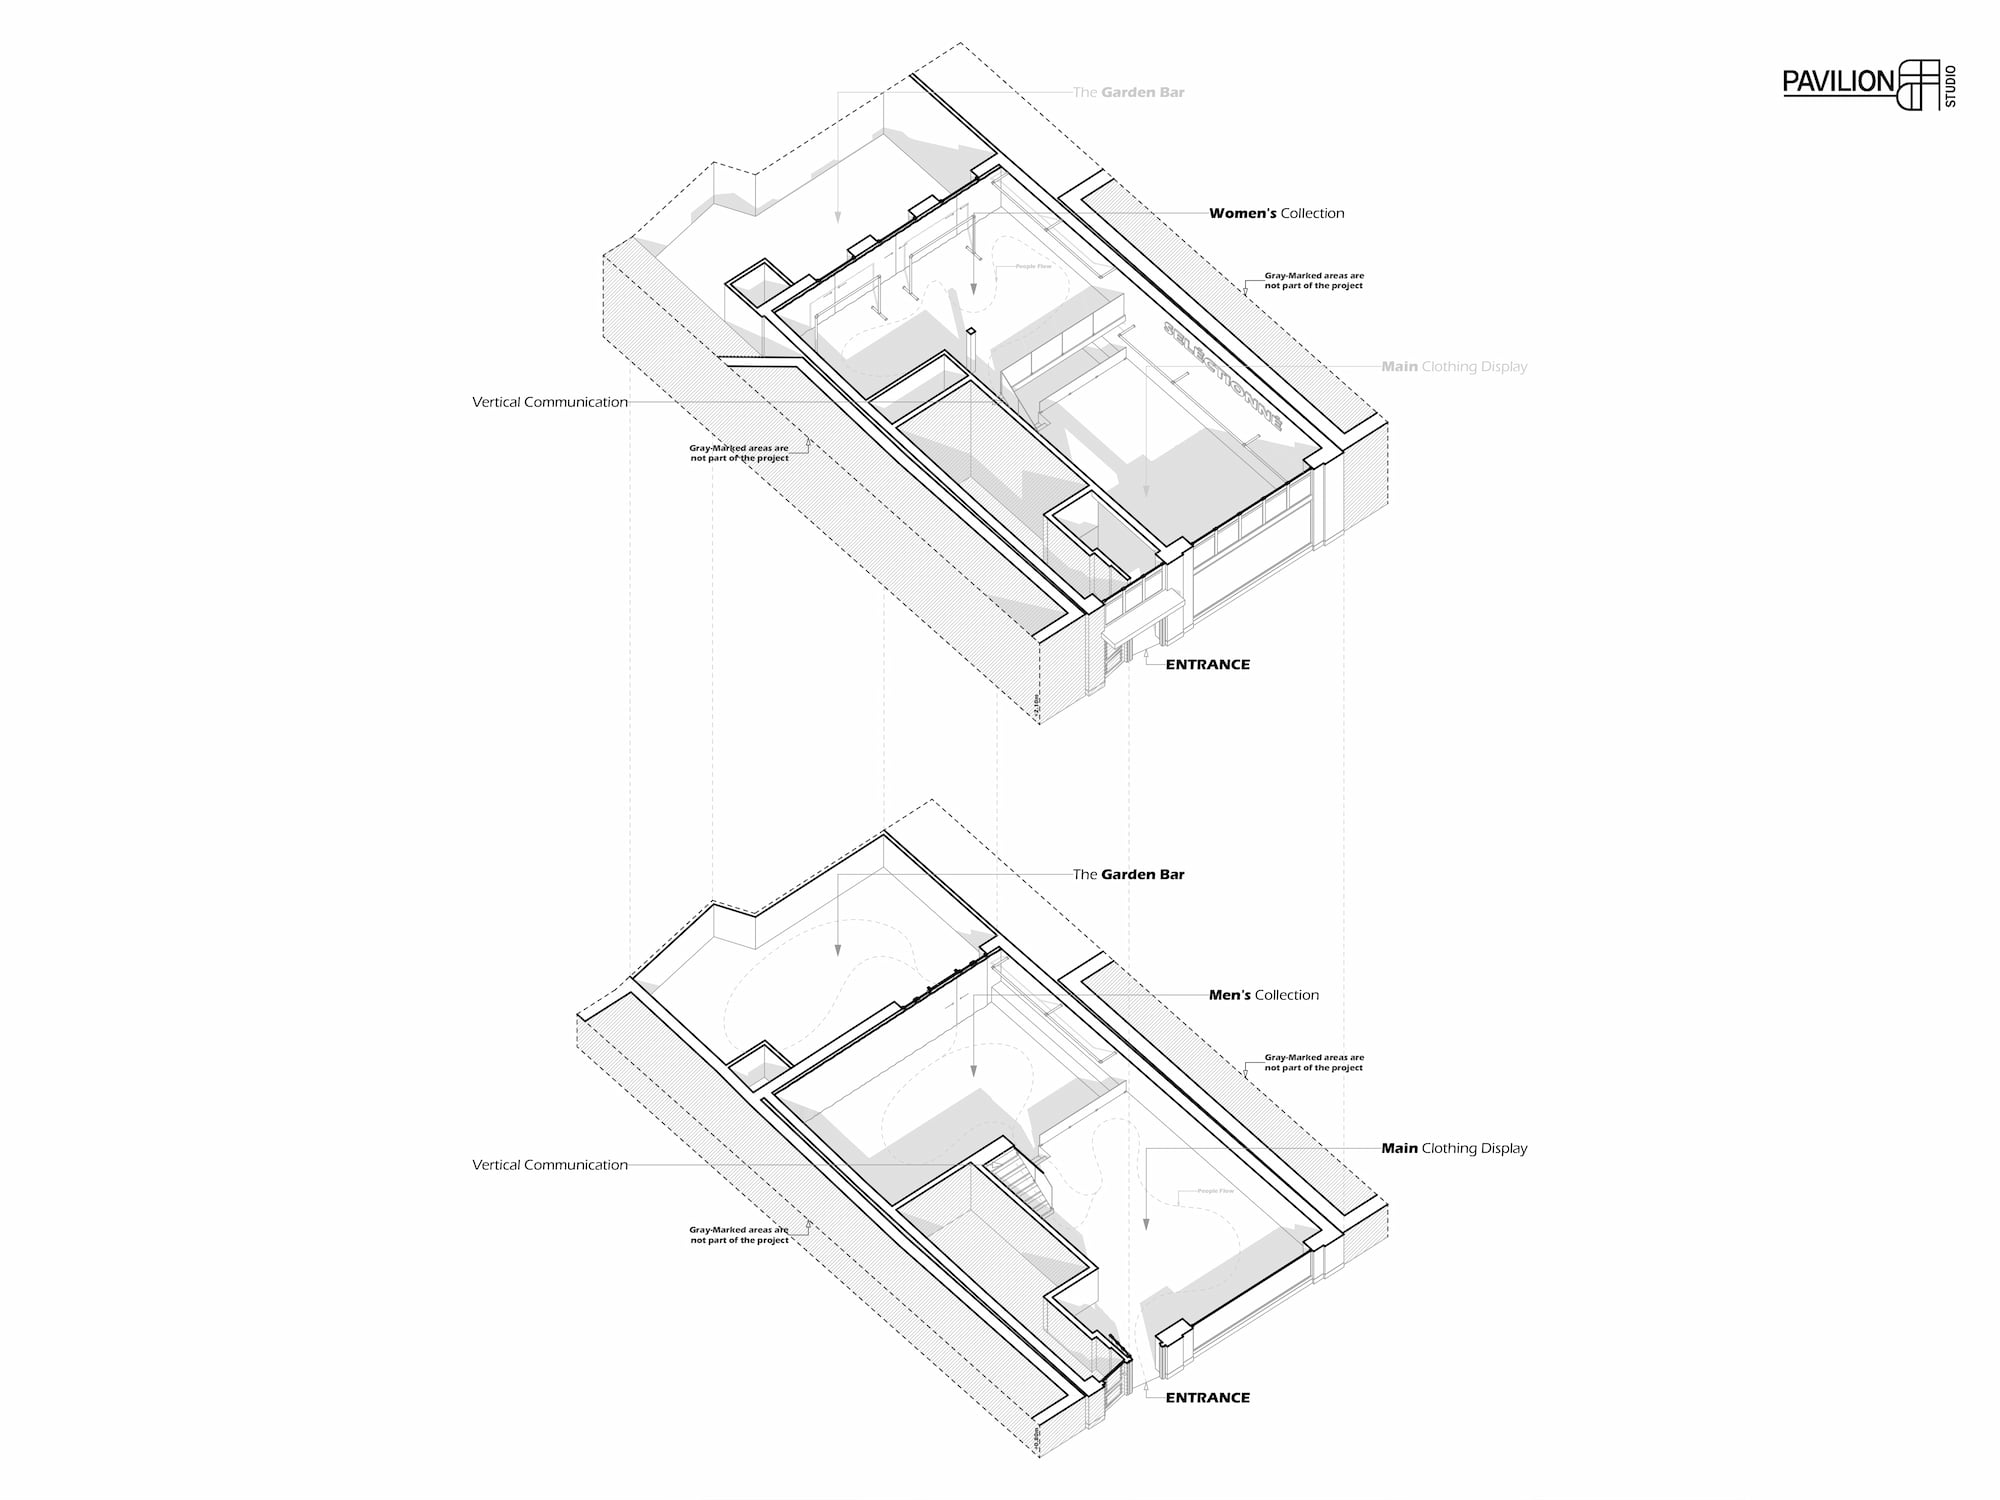 PAVILION STUDIO
The Garden Bar
Women's Collection
People Flow
Gray-Marked areas are
not part of the project
SELÉCTIONNÉ
Main Clothing Display
Vertical Communication
Gray-Marked areas are
not part of the project
ENTRANCE
The Garden Bar
Men's Collection
Gray-Marked areas are
not part of the project
Main Clothing Display
Vertical Communication
People Flow
Gray-Marked areas are
not part of the project
ENTRANCE